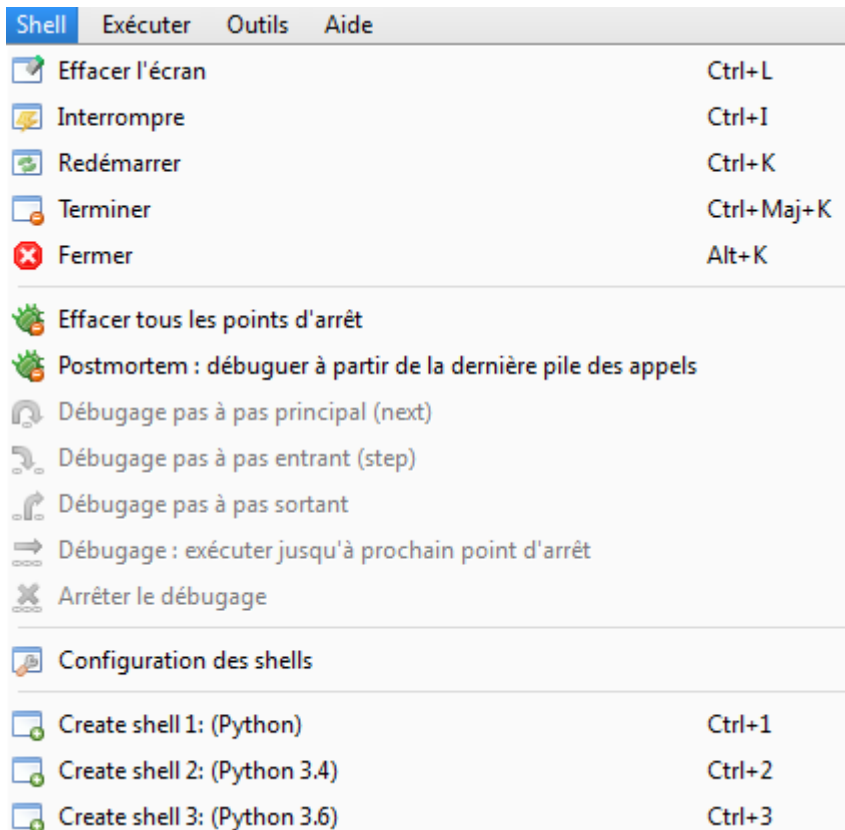 Shell Exécuter Outils Aide
Effacer l'écran Ctrl+L
Interrompre Ctrl+I
Redémarrer Ctrl+K
Terminer Ctrl+Maj+K
Fermer Alt+K
Effacer tous les points d'arrêt
Postmortem : débuguer à partir de la dernière pile des appels
Débugage pas à pas principal (next)
Débugage pas à pas entrant (step)
Débugage pas à pas sortant
Débugage : exécuter jusqu'à prochain point d'arrêt
Arrêter le débugage
Configuration des shells
Create shell 1: (Python) Ctrl+1
Create shell 2: (Python 3.4) Ctrl+2
Create shell 3: (Python 3.6) Ctrl+3